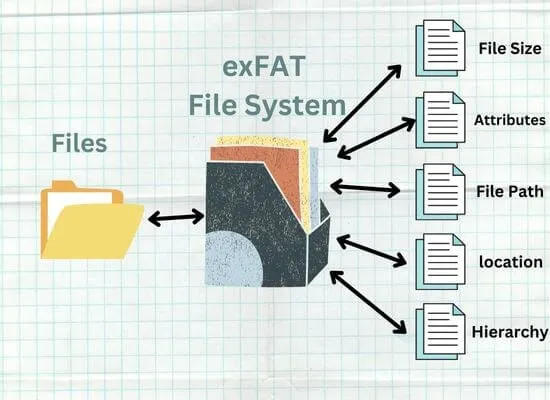 exFAT
File System
Files
File Size
Attributes
File Path
location
Hierarchy